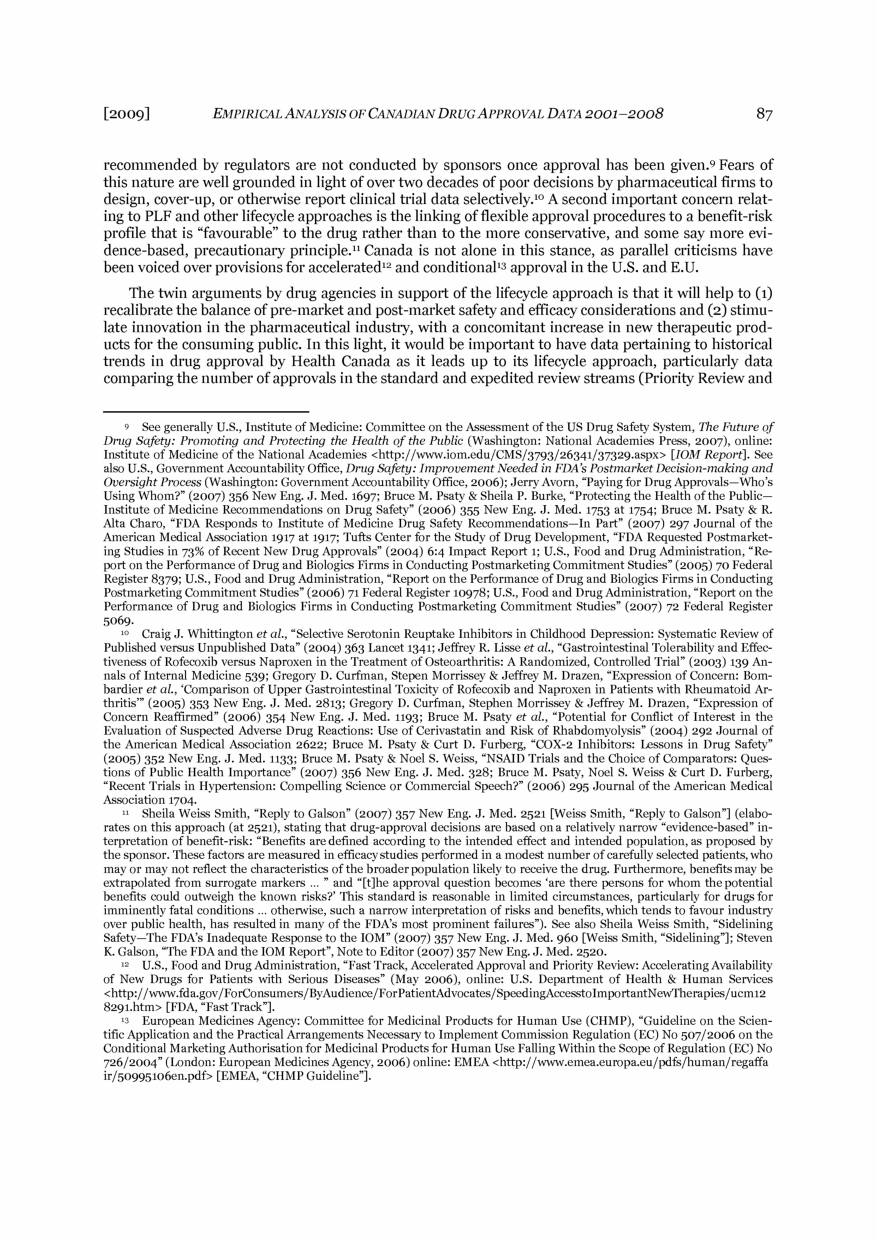 [2009] EMPIRICAL ANALYSIS OF CANADIAN DRUG APPROVAL DATA 2001–2008 87
recommended by regulators are not conducted by sponsors once approval has been given.⁹ Fears of
this nature are well grounded in light of over two decades of poor decisions by pharmaceutical firms to
design, cover-up, or otherwise report clinical trial data selectively.¹⁰ A second important concern relat-
ing to PLF and other lifecycle approaches is the linking of flexible approval procedures to a benefit-risk
profile that is “favourable” to the drug rather than to the more conservative, and some say more evi-
dence-based, precautionary principle.¹¹ Canada is not alone in this stance, as parallel criticisms have
been voiced over provisions for accelerated¹² and conditional¹³ approval in the U.S. and E.U.
The twin arguments by drug agencies in support of the lifecycle approach is that it will help to (1)
recalibrate the balance of pre-market and post-market safety and efficacy considerations and (2) stimu-
late innovation in the pharmaceutical industry, with a concomitant increase in new therapeutic prod-
ucts for the consuming public. In this light, it would be important to have data pertaining to historical
trends in drug approval by Health Canada as it leads up to its lifecycle approach, particularly data
comparing the number of approvals in the standard and expedited review streams (Priority Review and
⁹ See generally U.S., Institute of Medicine: Committee on the Assessment of the US Drug Safety System, The Future of
Drug Safety: Promoting and Protecting the Health of the Public (Washington: National Academies Press, 2007), online:
Institute of Medicine of the National Academies <http://www.iom.edu/CMS/3793/26341/37329.aspx> [IOM Report]. See
also U.S., Government Accountability Office, Drug Safety: Improvement Needed in FDA’s Postmarket Decision-making and
Oversight Process (Washington: Government Accountability Office, 2006); Jerry Avorn, “Paying for Drug Approvals—Who’s
Using Whom?” (2007) 356 New Eng. J. Med. 1697; Bruce M. Psaty & Sheila P. Burke, “Protecting the Health of the Public—
Institute of Medicine Recommendations on Drug Safety” (2006) 355 New Eng. J. Med. 1753 at 1754; Bruce M. Psaty & R.
Alta Charo, “FDA Responds to Institute of Medicine Drug Safety Recommendations—In Part” (2007) 297 Journal of the
American Medical Association 1917 at 1917; Tufts Center for the Study of Drug Development, “FDA Requested Postmarket-
ing Studies in 73% of Recent New Drug Approvals” (2004) 6:4 Impact Report 1; U.S., Food and Drug Administration, “Re-
port on the Performance of Drug and Biologics Firms in Conducting Postmarketing Commitment Studies” (2005) 70 Federal
Register 8379; U.S., Food and Drug Administration, “Report on the Performance of Drug and Biologics Firms in Conducting
Postmarketing Commitment Studies” (2006) 71 Federal Register 10978; U.S., Food and Drug Administration, “Report on the
Performance of Drug and Biologics Firms in Conducting Postmarketing Commitment Studies” (2007) 72 Federal Register
5069.
¹⁰ Craig J. Whittington et al., “Selective Serotonin Reuptake Inhibitors in Childhood Depression: Systematic Review of
Published versus Unpublished Data” (2004) 363 Lancet 1341; Jeffrey R. Lisse et al., “Gastrointestinal Tolerability and Effec-
tiveness of Rofecoxib versus Naproxen in the Treatment of Osteoarthritis: A Randomized, Controlled Trial” (2003) 139 An-
nals of Internal Medicine 539; Gregory D. Curfman, Stepen Morrissey & Jeffrey M. Drazen, “Expression of Concern: Bom-
bardier et al., ‘Comparison of Upper Gastrointestinal Toxicity of Rofecoxib and Naproxen in Patients with Rheumatoid Ar-
thritis’” (2005) 353 New Eng. J. Med. 2813; Gregory D. Curfman, Stephen Morrissey & Jeffrey M. Drazen, “Expression of
Concern Reaffirmed” (2006) 354 New Eng. J. Med. 1193; Bruce M. Psaty et al., “Potential for Conflict of Interest in the
Evaluation of Suspected Adverse Drug Reactions: Use of Cerivastatin and Risk of Rhabdomyolysis” (2004) 292 Journal of
the American Medical Association 2622; Bruce M. Psaty & Curt D. Furberg, “COX-2 Inhibitors: Lessons in Drug Safety”
(2005) 352 New Eng. J. Med. 1133; Bruce M. Psaty & Noel S. Weiss, “NSAID Trials and the Choice of Comparators: Ques-
tions of Public Health Importance” (2007) 356 New Eng. J. Med. 328; Bruce M. Psaty, Noel S. Weiss & Curt D. Furberg,
“Recent Trials in Hypertension: Compelling Science or Commercial Speech?” (2006) 295 Journal of the American Medical
Association 1704.
¹¹ Sheila Weiss Smith, “Reply to Galson” (2007) 357 New Eng. J. Med. 2521 [Weiss Smith, “Reply to Galson”] (elabo-
rates on this approach (at 2521), stating that drug-approval decisions are based on a relatively narrow “evidence-based” in-
terpretation of benefit-risk: “Benefits are defined according to the intended effect and intended population, as proposed by
the sponsor. These factors are measured in efficacy studies performed in a modest number of carefully selected patients, who
may or may not reflect the characteristics of the broader population likely to receive the drug. Furthermore, benefits may be
extrapolated from surrogate markers ... ” and “[t]he approval question becomes ‘are there persons for whom the potential
benefits could outweigh the known risks?’ This standard is reasonable in limited circumstances, particularly for drugs for
imminently fatal conditions ... otherwise, such a narrow interpretation of risks and benefits, which tends to favour industry
over public health, has resulted in many of the FDA’s most prominent failures”). See also Sheila Weiss Smith, “Sidelining
Safety—The FDA’s Inadequate Response to the IOM” (2007) 357 New Eng. J. Med. 960 [Weiss Smith, “Sidelining”]; Steven
K. Galson, “The FDA and the IOM Report”, Note to Editor (2007) 357 New Eng. J. Med. 2520.
¹² U.S., Food and Drug Administration, “Fast Track, Accelerated Approval and Priority Review: Accelerating Availability
of New Drugs for Patients with Serious Diseases” (May 2006), online: U.S. Department of Health & Human Services
<http://www.fda.gov/ForConsumers/ByAudience/ForPatientAdvocates/SpeedingAccesstoImportantNewTherapies/ucm12
8291.htm> [FDA, “Fast Track”].
¹³ European Medicines Agency: Committee for Medicinal Products for Human Use (CHMP), “Guideline on the Scien-
tific Application and the Practical Arrangements Necessary to Implement Commission Regulation (EC) No 507/2006 on the
Conditional Marketing Authorisation for Medicinal Products for Human Use Falling Within the Scope of Regulation (EC) No
726/2004” (London: European Medicines Agency, 2006) online: EMEA <http://www.emea.europa.eu/pdfs/human/regaffa
ir/50995106en.pdf> [EMEA, “CHMP Guideline”].